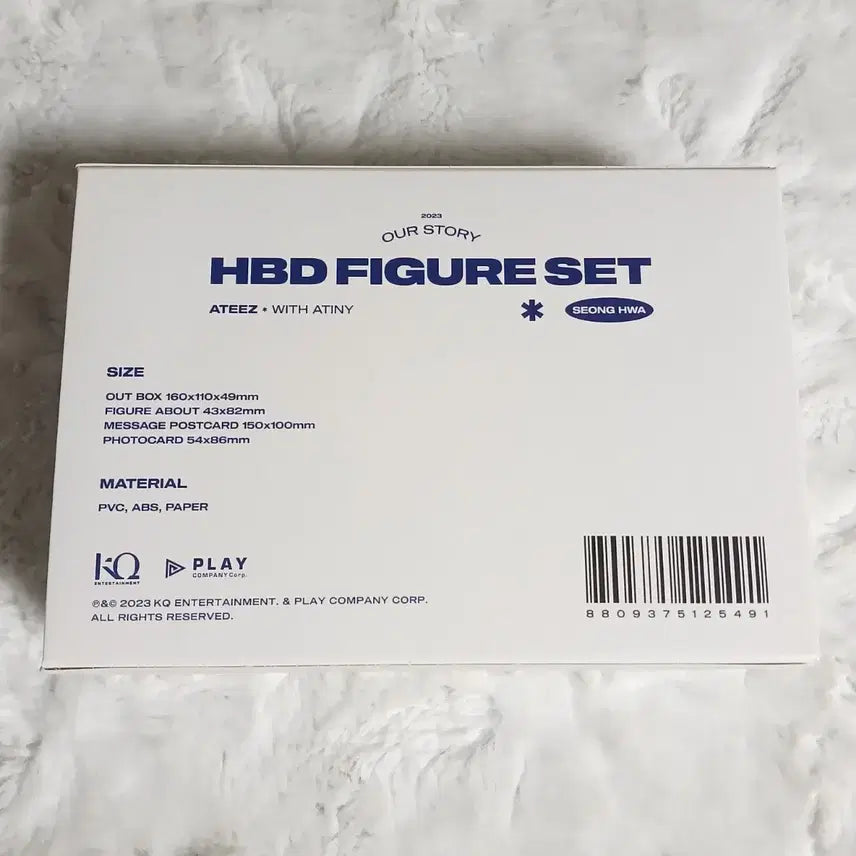 2023
OUR STORY
HBD FIGURE SET
ATEEZ * WITH ATINY
* SEONG HWA
SIZE
OUT BOX 160x110x49mm
FIGURE ABOUT 43x82mm
MESSAGE POSTCARD 150x100mm
PHOTOCARD 54x86mm
MATERIAL
PVC, ABS, PAPER
KQ
ENTERTAINMENT
PLAY
COMPANY Corp.
℗&© 2023 KQ ENTERTAINMENT. & PLAY COMPANY CORP.
ALL RIGHTS RESERVED.
8809375125491